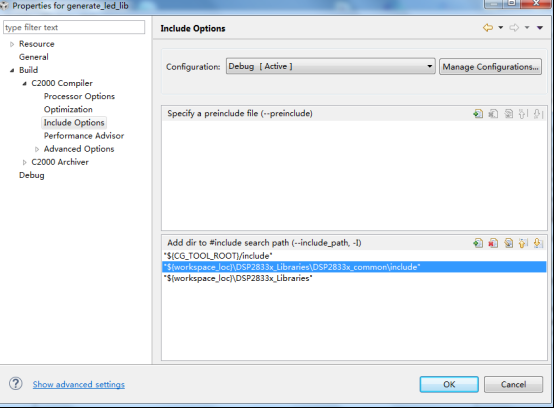 Properties for generate_led_lib
type filter text
Resource
General
Build
C2000 Compiler
Processor Options
Optimization
Include Options
Performance Advisor
Advanced Options
C2000 Archiver
Debug
Include Options
Configuration: Debug [ Active ] Manage Configurations...
Specify a preinclude file (--preinclude)
Add dir to #include search path (--include_path, -I)
"${CG_TOOL_ROOT}/include"
"${workspace_loc}\DSP2833x_Libraries\DSP2833x_common\include"
"${workspace_loc}\DSP2833x_Libraries"
Show advanced settings
OK Cancel